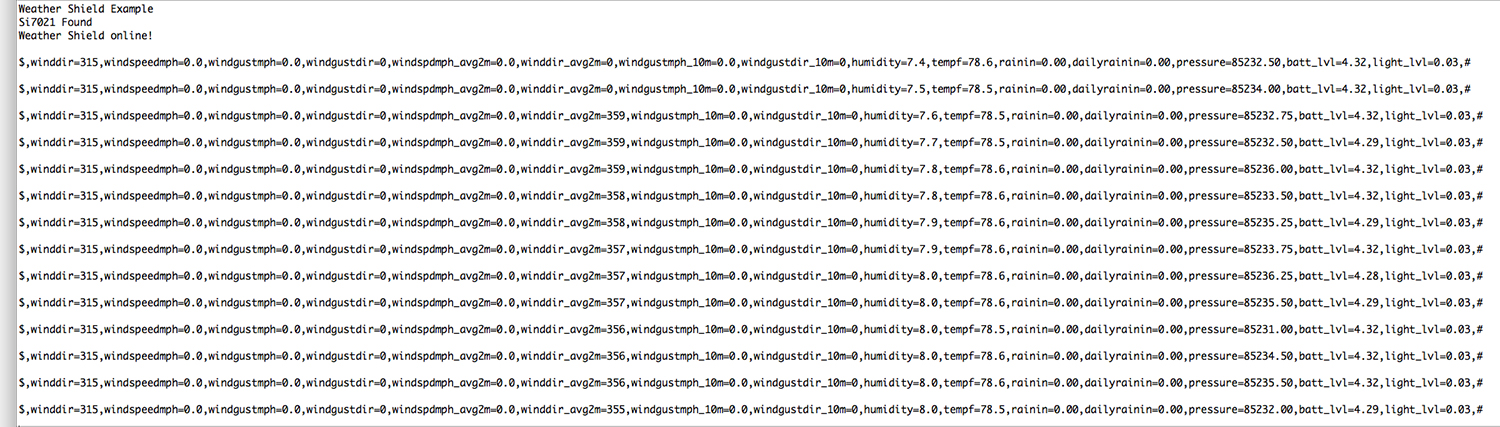 Weather Shield Example
Si7021 Found
Weather Shield online!
$,winddir=315,windspeedmph=0.0,windgustmph=0.0,windgustdir=0,windspdmph_avg2m=0.0,winddir_avg2m=0,windgustmph_10m=0.0,windgustdir_10m=0,humidity=7.4,tempf=78.6,rainin=0.00,dailyrainin=0.00,pressure=85232.50,batt_lvl=4.32,light_lvl=0.03,#
$,winddir=315,windspeedmph=0.0,windgustmph=0.0,windgustdir=0,windspdmph_avg2m=0.0,winddir_avg2m=0,windgustmph_10m=0.0,windgustdir_10m=0,humidity=7.5,tempf=78.5,rainin=0.00,dailyrainin=0.00,pressure=85234.00,batt_lvl=4.32,light_lvl=0.03,#
$,winddir=315,windspeedmph=0.0,windgustmph=0.0,windgustdir=0,windspdmph_avg2m=0.0,winddir_avg2m=359,windgustmph_10m=0.0,windgustdir_10m=0,humidity=7.6,tempf=78.5,rainin=0.00,dailyrainin=0.00,pressure=85232.75,batt_lvl=4.32,light_lvl=0.03,#
$,winddir=315,windspeedmph=0.0,windgustmph=0.0,windgustdir=0,windspdmph_avg2m=0.0,winddir_avg2m=359,windgustmph_10m=0.0,windgustdir_10m=0,humidity=7.7,tempf=78.5,rainin=0.00,dailyrainin=0.00,pressure=85232.50,batt_lvl=4.29,light_lvl=0.03,#
$,winddir=315,windspeedmph=0.0,windgustmph=0.0,windgustdir=0,windspdmph_avg2m=0.0,winddir_avg2m=359,windgustmph_10m=0.0,windgustdir_10m=0,humidity=7.8,tempf=78.6,rainin=0.00,dailyrainin=0.00,pressure=85236.00,batt_lvl=4.32,light_lvl=0.03,#
$,winddir=315,windspeedmph=0.0,windgustmph=0.0,windgustdir=0,windspdmph_avg2m=0.0,winddir_avg2m=358,windgustmph_10m=0.0,windgustdir_10m=0,humidity=7.8,tempf=78.6,rainin=0.00,dailyrainin=0.00,pressure=85233.50,batt_lvl=4.32,light_lvl=0.03,#
$,winddir=315,windspeedmph=0.0,windgustmph=0.0,windgustdir=0,windspdmph_avg2m=0.0,winddir_avg2m=358,windgustmph_10m=0.0,windgustdir_10m=0,humidity=7.9,tempf=78.6,rainin=0.00,dailyrainin=0.00,pressure=85235.25,batt_lvl=4.29,light_lvl=0.03,#
$,winddir=315,windspeedmph=0.0,windgustmph=0.0,windgustdir=0,windspdmph_avg2m=0.0,winddir_avg2m=357,windgustmph_10m=0.0,windgustdir_10m=0,humidity=7.9,tempf=78.6,rainin=0.00,dailyrainin=0.00,pressure=85233.75,batt_lvl=4.32,light_lvl=0.03,#
$,winddir=315,windspeedmph=0.0,windgustmph=0.0,windgustdir=0,windspdmph_avg2m=0.0,winddir_avg2m=357,windgustmph_10m=0.0,windgustdir_10m=0,humidity=8.0,tempf=78.6,rainin=0.00,dailyrainin=0.00,pressure=85236.25,batt_lvl=4.28,light_lvl=0.03,#
$,winddir=315,windspeedmph=0.0,windgustmph=0.0,windgustdir=0,windspdmph_avg2m=0.0,winddir_avg2m=357,windgustmph_10m=0.0,windgustdir_10m=0,humidity=8.0,tempf=78.6,rainin=0.00,dailyrainin=0.00,pressure=85235.50,batt_lvl=4.29,light_lvl=0.03,#
$,winddir=315,windspeedmph=0.0,windgustmph=0.0,windgustdir=0,windspdmph_avg2m=0.0,winddir_avg2m=356,windgustmph_10m=0.0,windgustdir_10m=0,humidity=8.0,tempf=78.5,rainin=0.00,dailyrainin=0.00,pressure=85231.00,batt_lvl=4.32,light_lvl=0.03,#
$,winddir=315,windspeedmph=0.0,windgustmph=0.0,windgustdir=0,windspdmph_avg2m=0.0,winddir_avg2m=356,windgustmph_10m=0.0,windgustdir_10m=0,humidity=8.0,tempf=78.6,rainin=0.00,dailyrainin=0.00,pressure=85234.50,batt_lvl=4.32,light_lvl=0.03,#
$,winddir=315,windspeedmph=0.0,windgustmph=0.0,windgustdir=0,windspdmph_avg2m=0.0,winddir_avg2m=356,windgustmph_10m=0.0,windgustdir_10m=0,humidity=8.0,tempf=78.6,rainin=0.00,dailyrainin=0.00,pressure=85235.50,batt_lvl=4.32,light_lvl=0.03,#
$,winddir=315,windspeedmph=0.0,windgustmph=0.0,windgustdir=0,windspdmph_avg2m=0.0,winddir_avg2m=355,windgustmph_10m=0.0,windgustdir_10m=0,humidity=8.0,tempf=78.5,rainin=0.00,dailyrainin=0.00,pressure=85232.00,batt_lvl=4.29,light_lvl=0.03,#